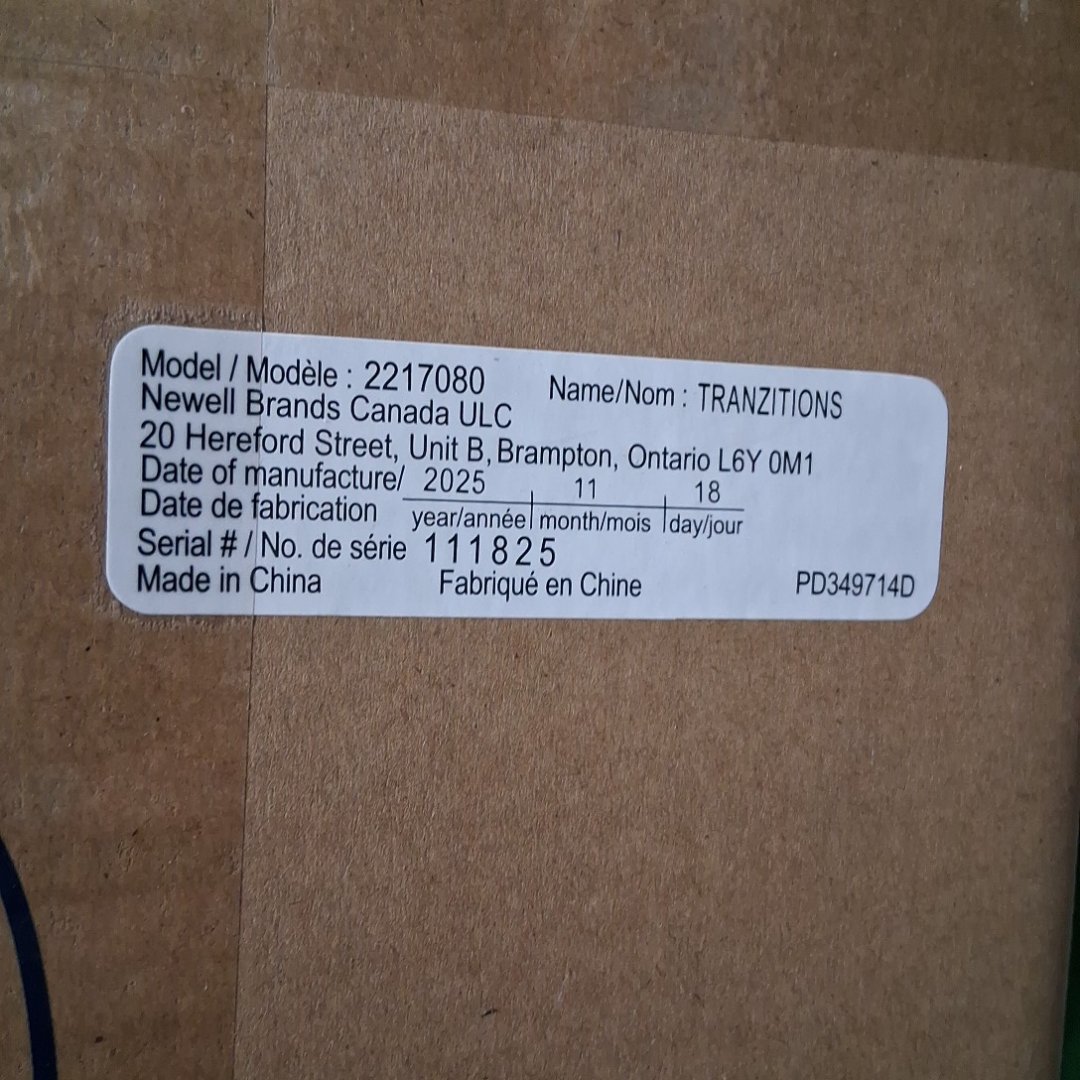 Model / Modèle : 2217080 Name/Nom : TRANZITIONS
Newell Brands Canada ULC
20 Hereford Street, Unit B, Brampton, Ontario L6Y 0M1
Date of manufacture/ 2025 11 18
Date de fabrication year/année month/mois day/jour
Serial # / No. de série 111825
Made in China Fabriqué en Chine PD349714D